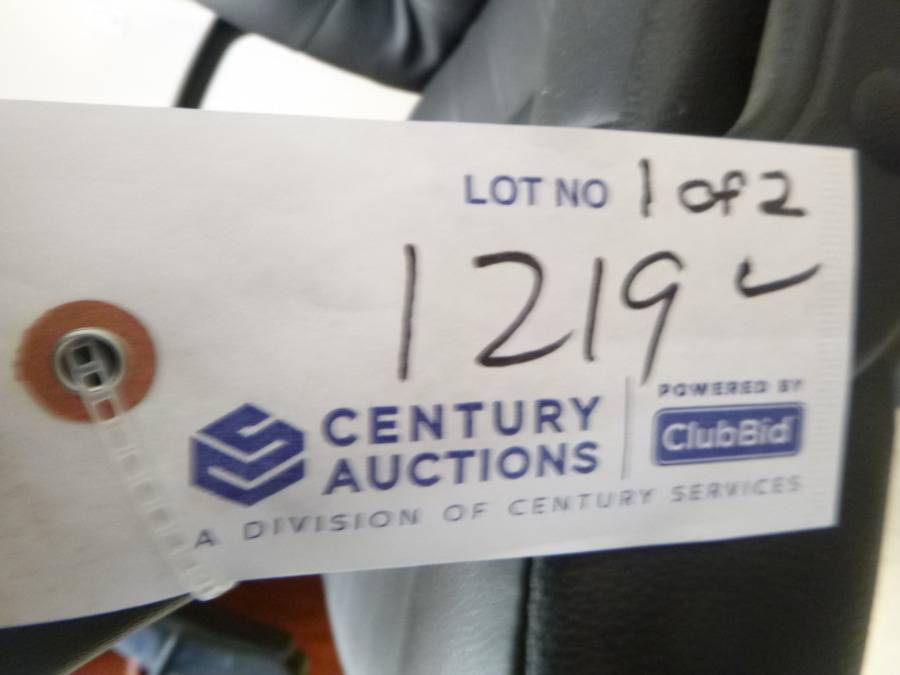 LOT NO 1 of 2
1219
CENTURY AUCTIONS
POWERED BY
ClubBid
A DIVISION OF CENTURY SERVICES